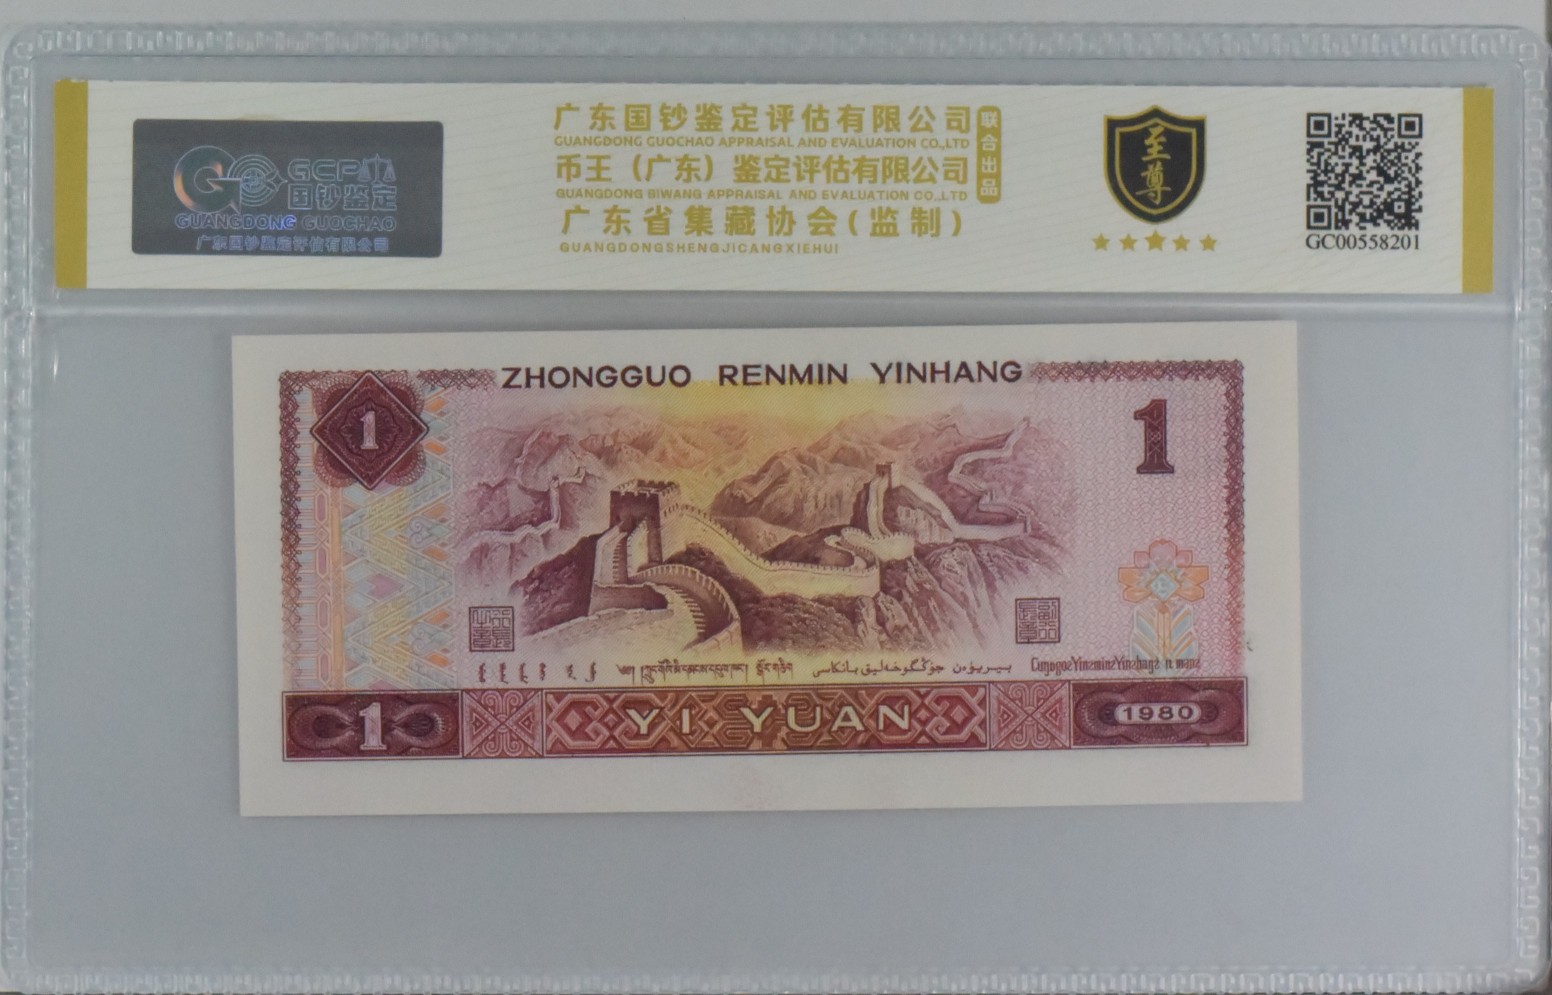 GCP
国钞鉴定
GUANGDONG GUOCHAO
广东国钞鉴定评估有限公司
广东国钞鉴定评估有限公司
GUANGDONG GUOCHAO APPRAISAL AND EVALUATION CO.,LTD
币王（广东）鉴定评估有限公司
GUANGDONG BIWANG APPRAISAL AND EVALUATION CO.,LTD
联合出品
广东省集藏协会(监制)
GUANGDONGSHENGJICANGXIEHUI
至尊
GC00558201
ZHONGGUO RENMIN YINHANG
1
1
1
YI YUAN
1980